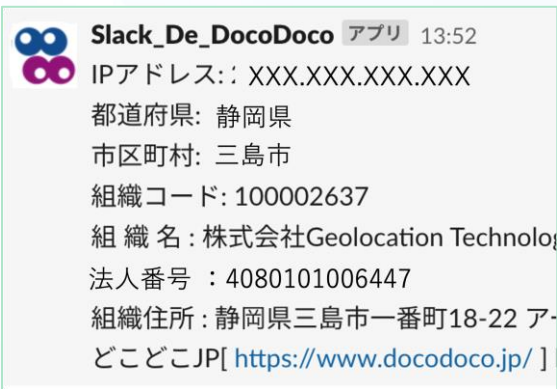 Slack_De_DocoDoco アプリ 13:52
IPアドレス:: XXX.XXX.XXX.XXX
都道府県: 静岡県
市区町村: 三島市
組織コード: 100002637
組 織 名 : 株式会社Geolocation Technolog
法人番号 : 4080101006447
組織住所 : 静岡県三島市一番町18-22 アー
どこどこJP[ https://www.docodoco.jp/ ]